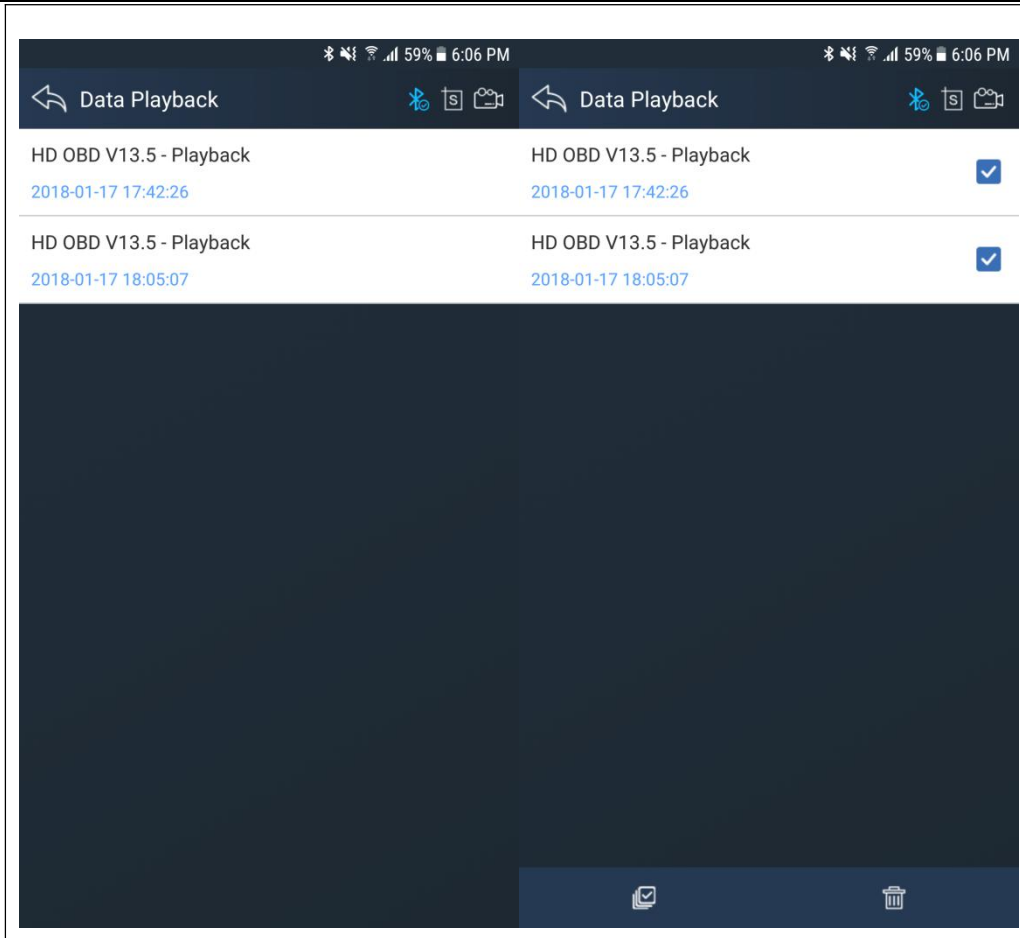 59% 6:06 PM
Data Playback
S
HD OBD V13.5 - Playback
2018-01-17 17:42:26
HD OBD V13.5 - Playback
2018-01-17 18:05:07
59% 6:06 PM
Data Playback
S
HD OBD V13.5 - Playback
2018-01-17 17:42:26
HD OBD V13.5 - Playback
2018-01-17 18:05:07